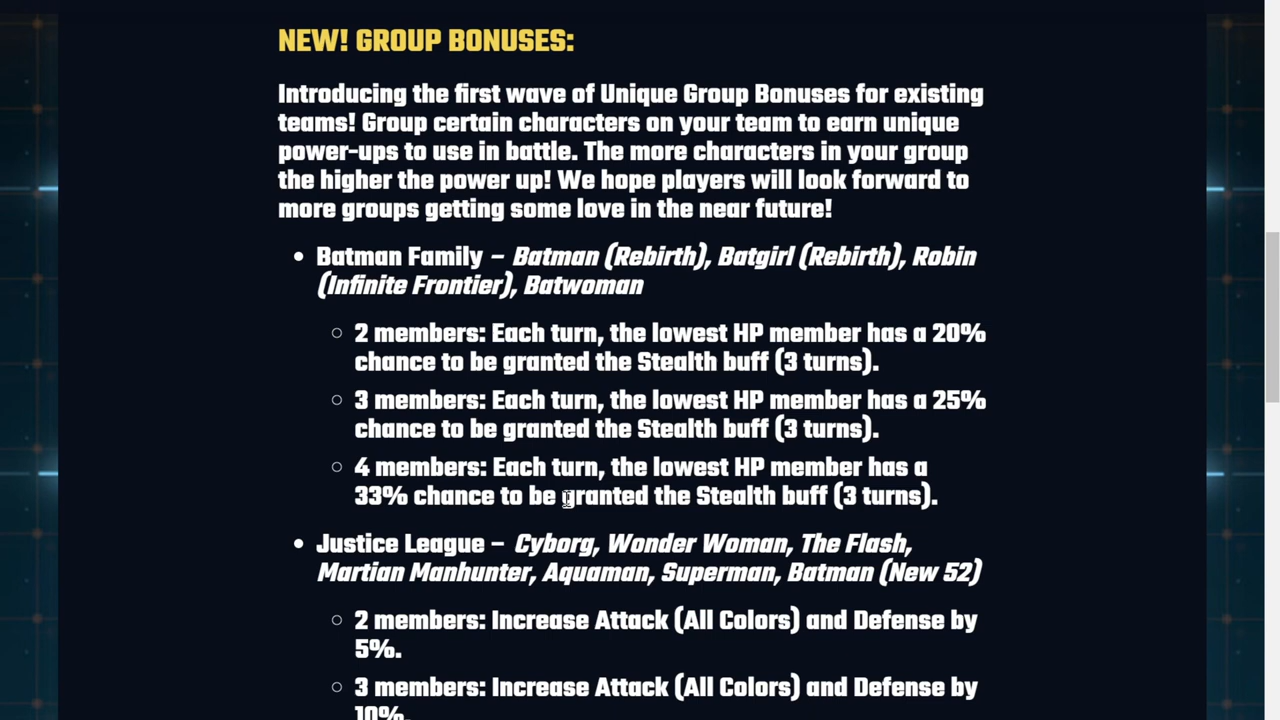 NEW! GROUP BONUSES:
Introducing the first wave of Unique Group Bonuses for existing
teams! Group certain characters on your team to earn unique
power-ups to use in battle. The more characters in your group
the higher the power up! We hope players will look forward to
more groups getting some love in the near future!
• Batman Family – Batman (Rebirth), Batgirl (Rebirth), Robin
(Infinite Frontier), Batwoman
○ 2 members: Each turn, the lowest HP member has a 20%
chance to be granted the Stealth buff (3 turns).
○ 3 members: Each turn, the lowest HP member has a 25%
chance to be granted the Stealth buff (3 turns).
○ 4 members: Each turn, the lowest HP member has a
33% chance to be granted the Stealth buff (3 turns).
• Justice League – Cyborg, Wonder Woman, The Flash,
Martian Manhunter, Aquaman, Superman, Batman (New 52)
○ 2 members: Increase Attack (All Colors) and Defense by
5%.
○ 3 members: Increase Attack (All Colors) and Defense by
10%.